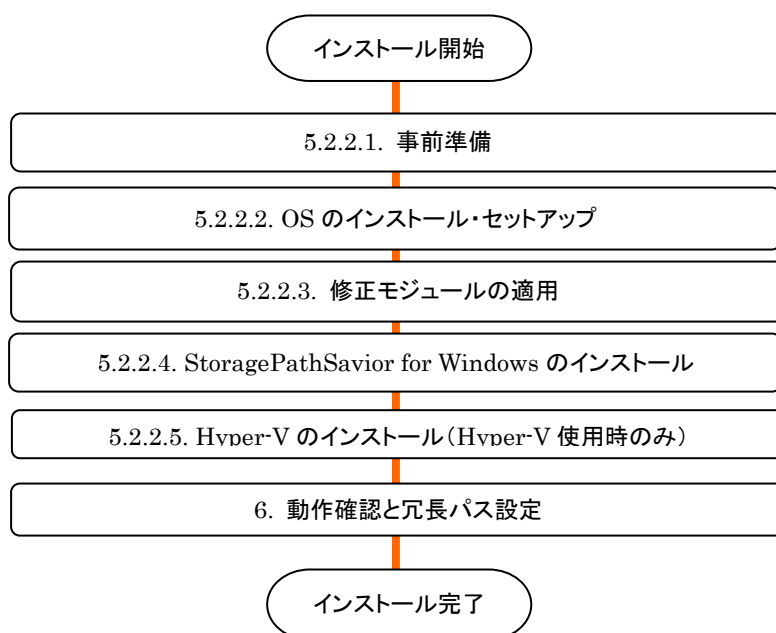 インストール開始
5.2.2.1. 事前準備
5.2.2.2. OS のインストール・セットアップ
5.2.2.3. 修正モジュールの適用
5.2.2.4. StoragePathSavior for Windows のインストール
5.2.2.5. Hyper-V のインストール（Hyper-V 使用時のみ）
6. 動作確認と冗長パス設定
インストール完了